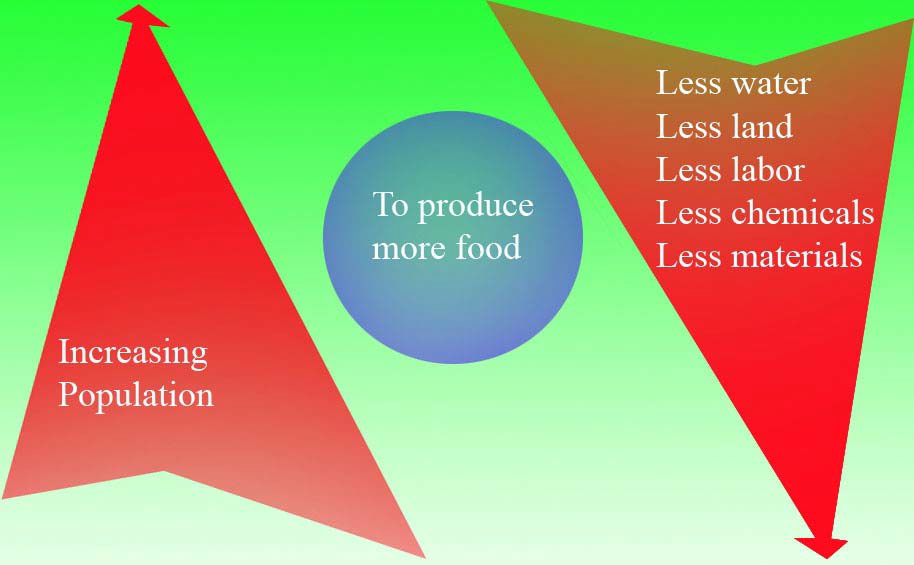 Increasing
Population
To produce
more food
Less water
Less land
Less labor
Less chemicals
Less materials